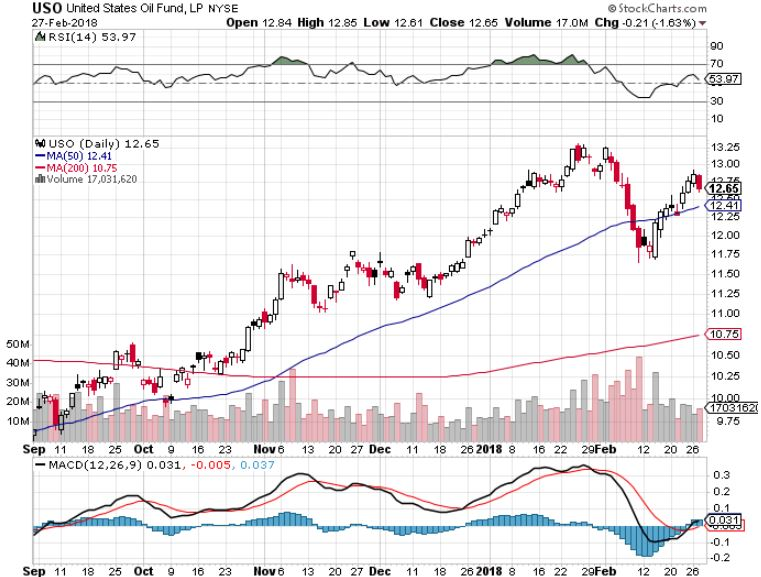 USO United States Oil Fund, LP NYSE © StockCharts.com
27-Feb-2018 Open 12.84 High 12.85 Low 12.61 Close 12.65 Volume 17.0M Chg -0.21 (-1.63%)
RSI(14) 53.97
90
70
53.97
30
10
USO (Daily) 12.65
MA(50) 12.41
MA(200) 10.75
Volume 17,031,620
13.25
13.00
12.75
12.65
12.41
12.25
12.00
11.75
11.50
11.25
11.00
10.75
10.50
10.25
10.00
9.75
50M
40M
30M
20M
10M
17031620
Sep 11 18 25 Oct 9 16 23 Nov 6 13 20 27 Dec 11 18 26 2018 8 16 22 29 Feb 12 20 26
MACD(12,26,9) 0.031, -0.005, 0.037
0.3
0.2
0.1
0.031
-0.1
-0.2
Sep 11 18 25 Oct 9 16 23 Nov 6 13 20 27 Dec 11 18 26 2018 8 16 22 29 Feb 12 20 26